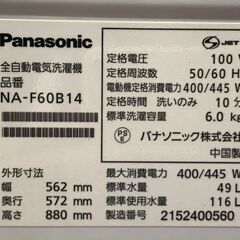 Panasonic
全自動電気洗濯機
品番
NA-F60B14
外形寸法
幅 562 mm
奥行 572 mm
高さ 880 mm
JET
定格電圧 100
定格周波数 50/60 H
電動機定格消費電力 400/445 W
定格時間 洗いのみ 10分
標準洗濯容量 6.0 k
PS
E
パナソニック株式会
中国製
最大消費電力 400/445 W
標準水量 49 L
標準使用水量 116 L
製造番号 2152400560